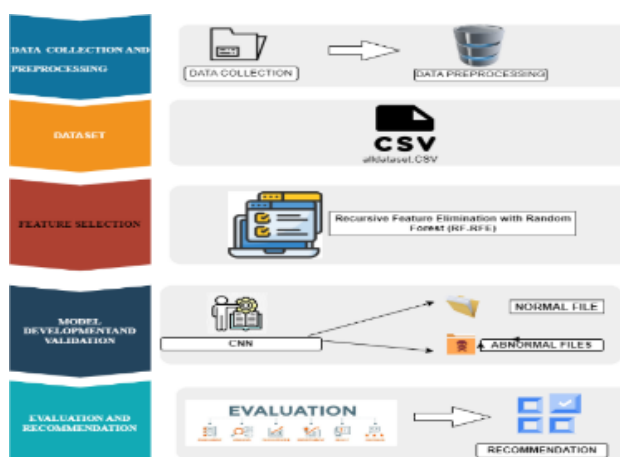 DATA COLLECTION AND
PREPROCESSING
DATA COLLECTION
DATA PREPROCESSING
DATASET
CSV
alldataset.CSV
FEATURE SELECTION
Recursive Feature Elimination with Random
Forest (RF-RFE)
MODEL
DEVELOPMENTAND
VALIDATION
CNN
NORMAL FILE
ABNORMAL FILES
EVALUATION AND
RECOMMENDATION
EVALUATION
RECOMMENDATION